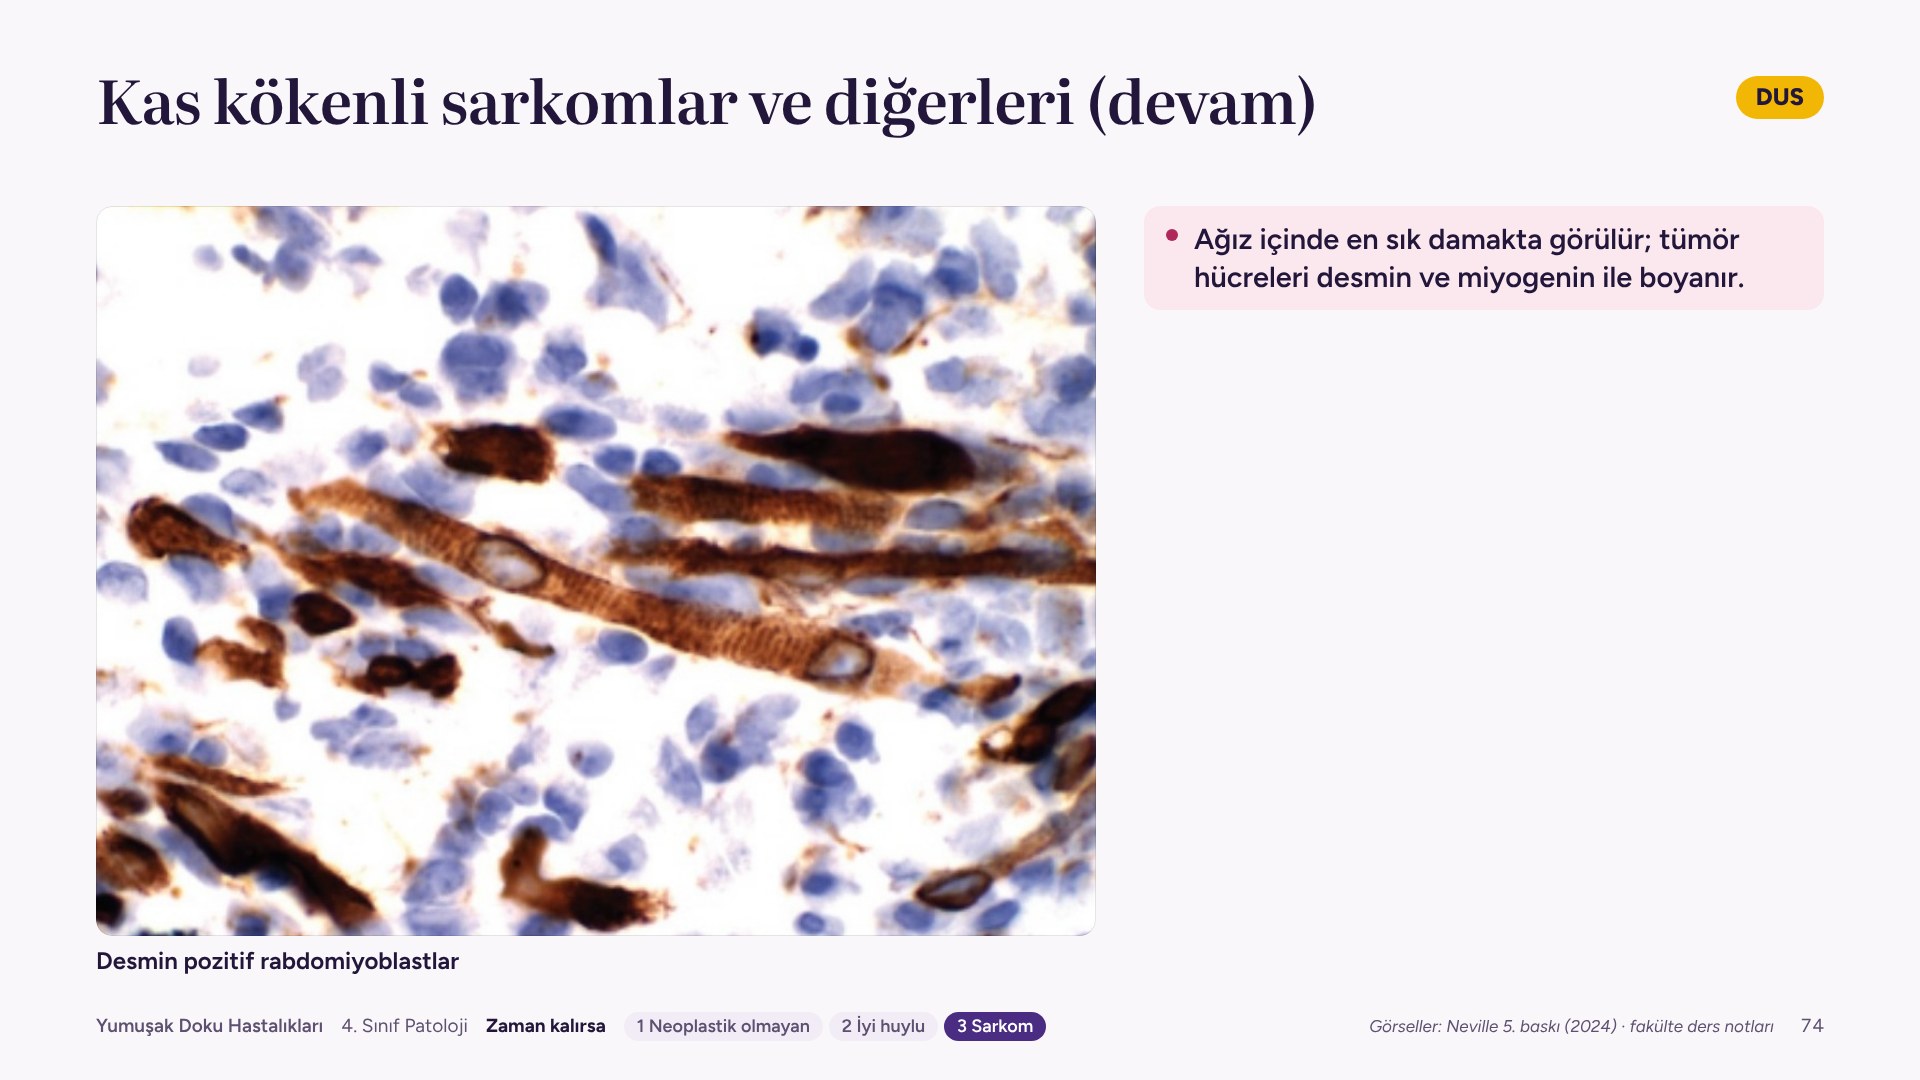 Kas kökenli sarkomlar ve diğerleri (devam)
DUS
Ağız içinde en sık damakta görülür; tümör
hücreleri desmin ve miyogenin ile boyanır.
Desmin pozitif rabdomiyoblastlar
Yumuşak Doku Hastalıkları 4. Sınıf Patoloji Zaman kalırsa 1 Neoplastik olmayan 2 İyi huylu 3 Sarkom
Görseller: Neville 5. baskı (2024) · fakülte ders notları 74